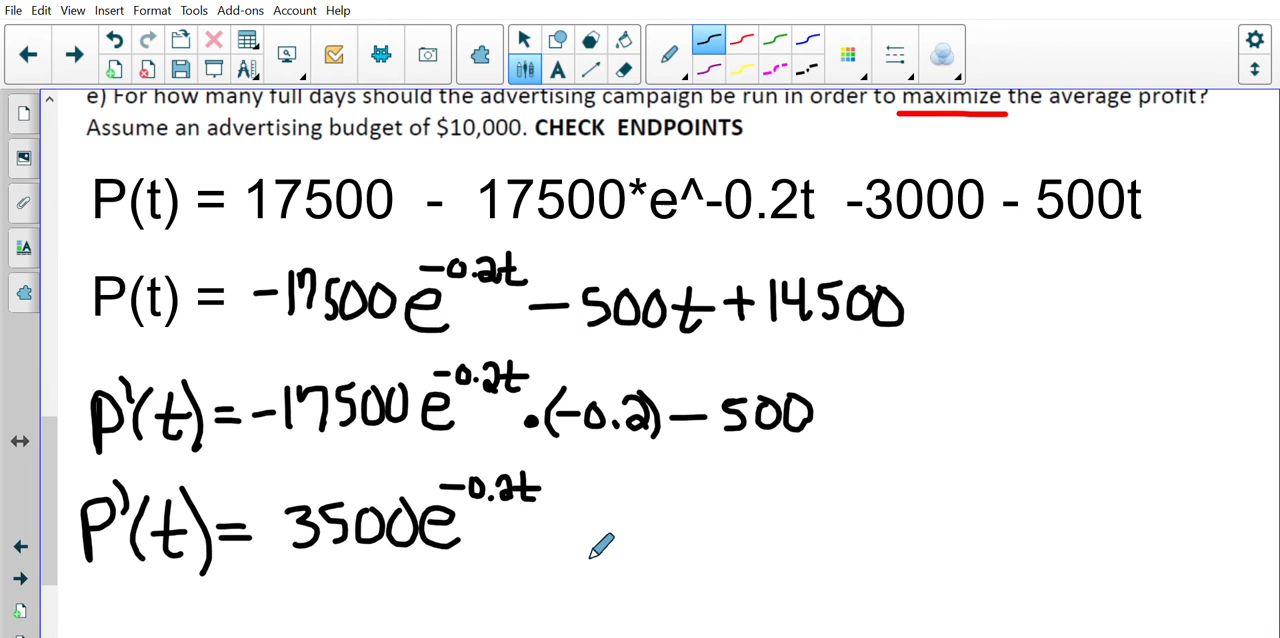 File Edit View Insert Format Tools Add-ons Account Help
A
e) For how many full days should the advertising campaign be run in order to maximize the average profit?
Assume an advertising budget of $10,000. CHECK ENDPOINTS
P(t) = 17500 - 17500*e^-0.2t -3000 - 500t
P(t) = -17500e^-0.2t - 500t + 14500
P'(t) = -17500e^-0.2t · (-0.2) - 500
P'(t) = 3500e^-0.2t